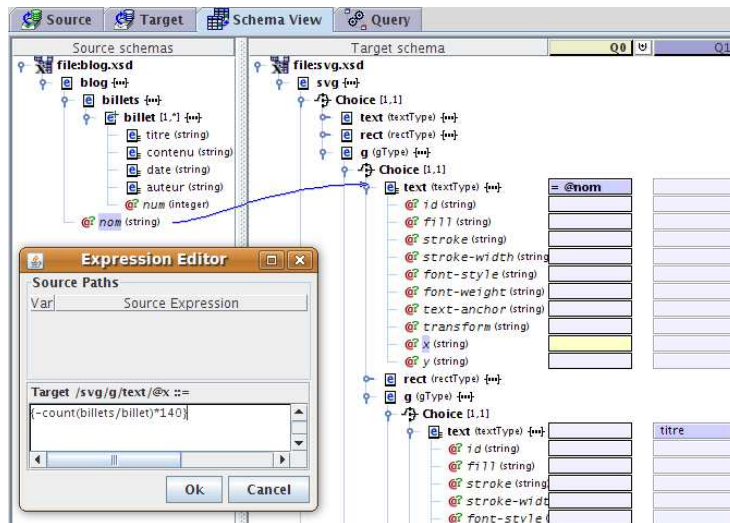 Source Target Schema View Query
Source schemas Target schema Q0 Q1
file:blog.xsd file:svg.xsd
blog svg
billets Choice [1,1]
billet [1,*] text (textType)
titre (string) rect (rectType)
contenu (string) g (gType)
date (string) Choice [1,1]
auteur (string) text (textType) = @nom
num (integer) id (string)
nom (string) fill (string)
stroke (string)
stroke-width (string
Expression Editor font-style (string)
Source Paths font-weight (string)
Var Source Expression text-anchor (string)
transform (string)
x (string)
y (string)
rect (rectType)
Target /svg/g/text/@x ::= g (gType)
{-count(billets/billet)*140} Choice [1,1]
text (textType) titre
id (string)
fill (string)
Ok Cancel stroke (string
stroke-widt
font-style (